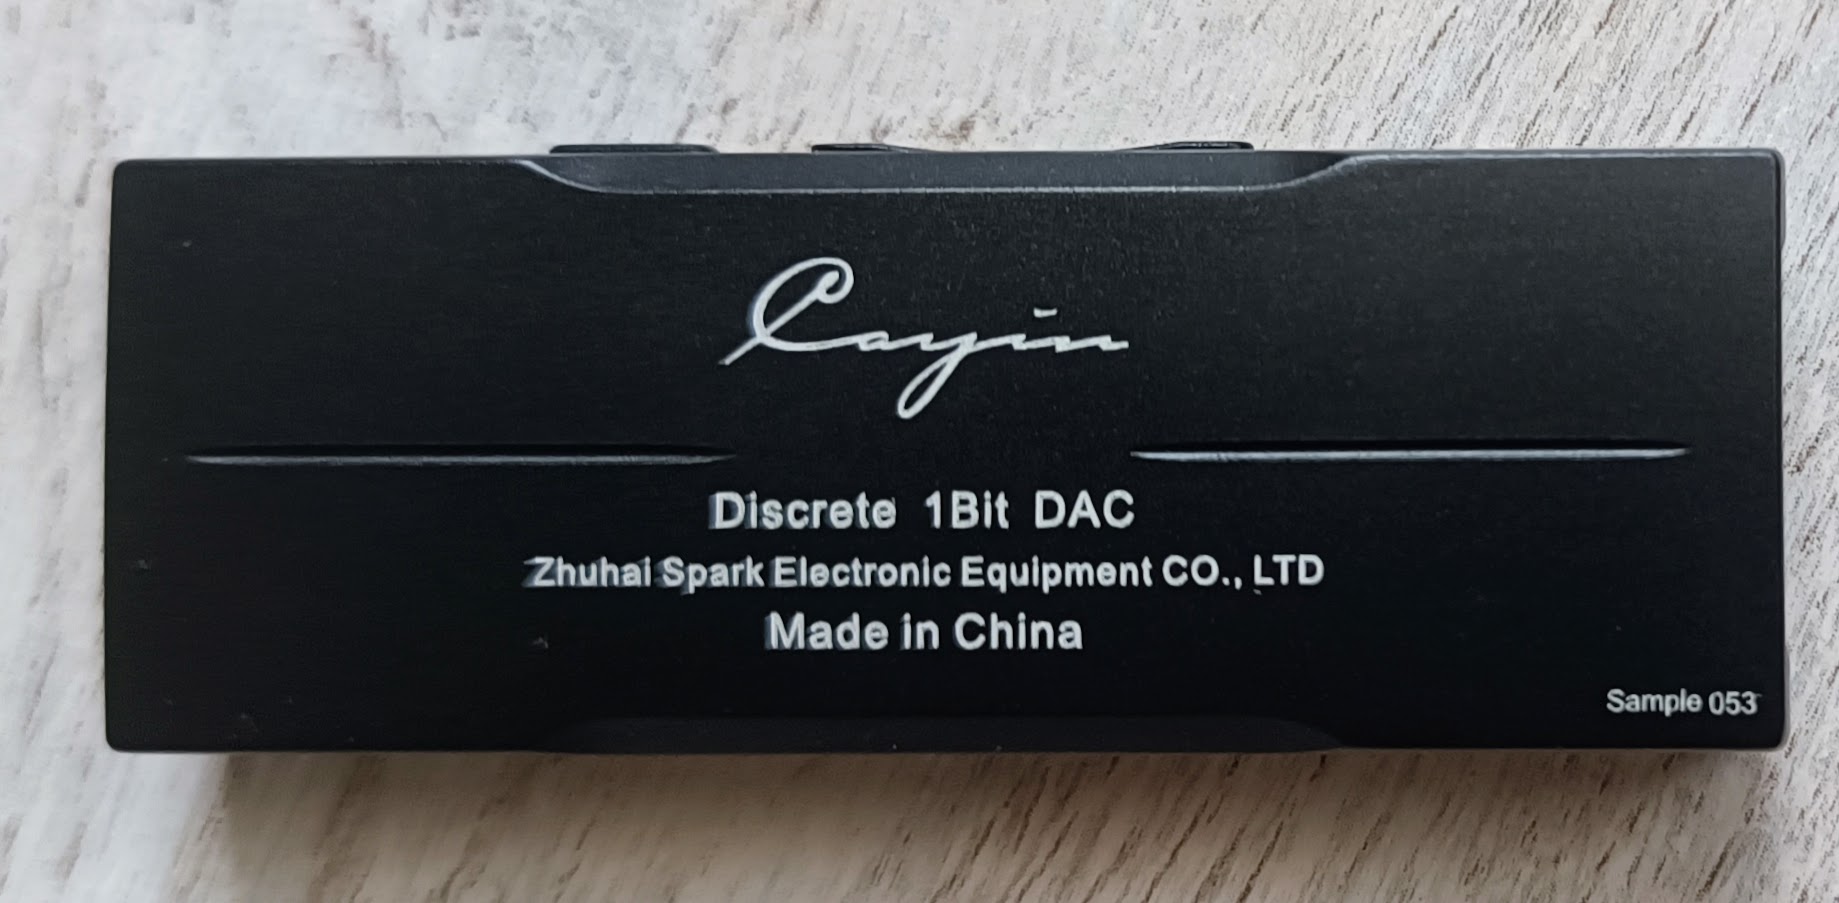 Cayin
Discrete 1Bit DAC
Zhuhai Spark Electronic Equipment CO., LTD
Made in China
Sample 053